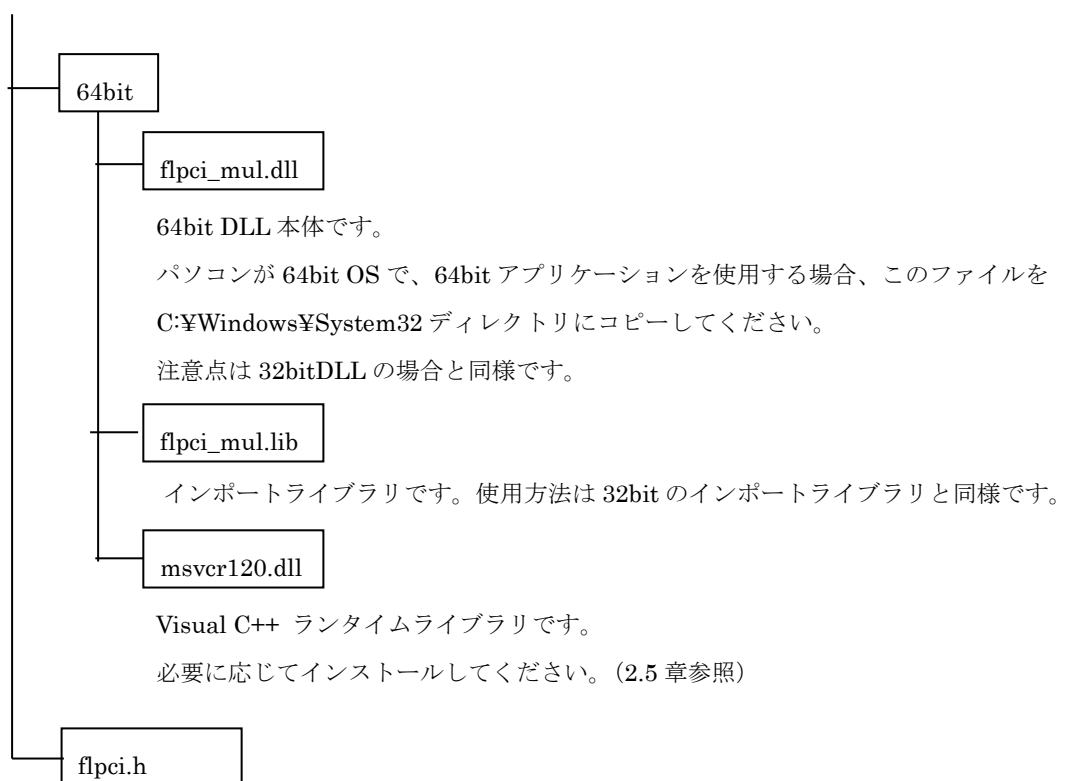 64bit
flpci_mul.dll
64bit DLL 本体です。
パソコンが 64bit OS で、64bit アプリケーションを使用する場合、このファイルを
C:¥Windows¥System32 ディレクトリにコピーしてください。
注意点は 32bitDLL の場合と同様です。
flpci_mul.lib
インポートライブラリです。使用方法は 32bit のインポートライブラリと同様です。
msvcr120.dll
Visual C++ ランタイムライブラリです。
必要に応じてインストールしてください。（2.5 章参照）
flpci.h